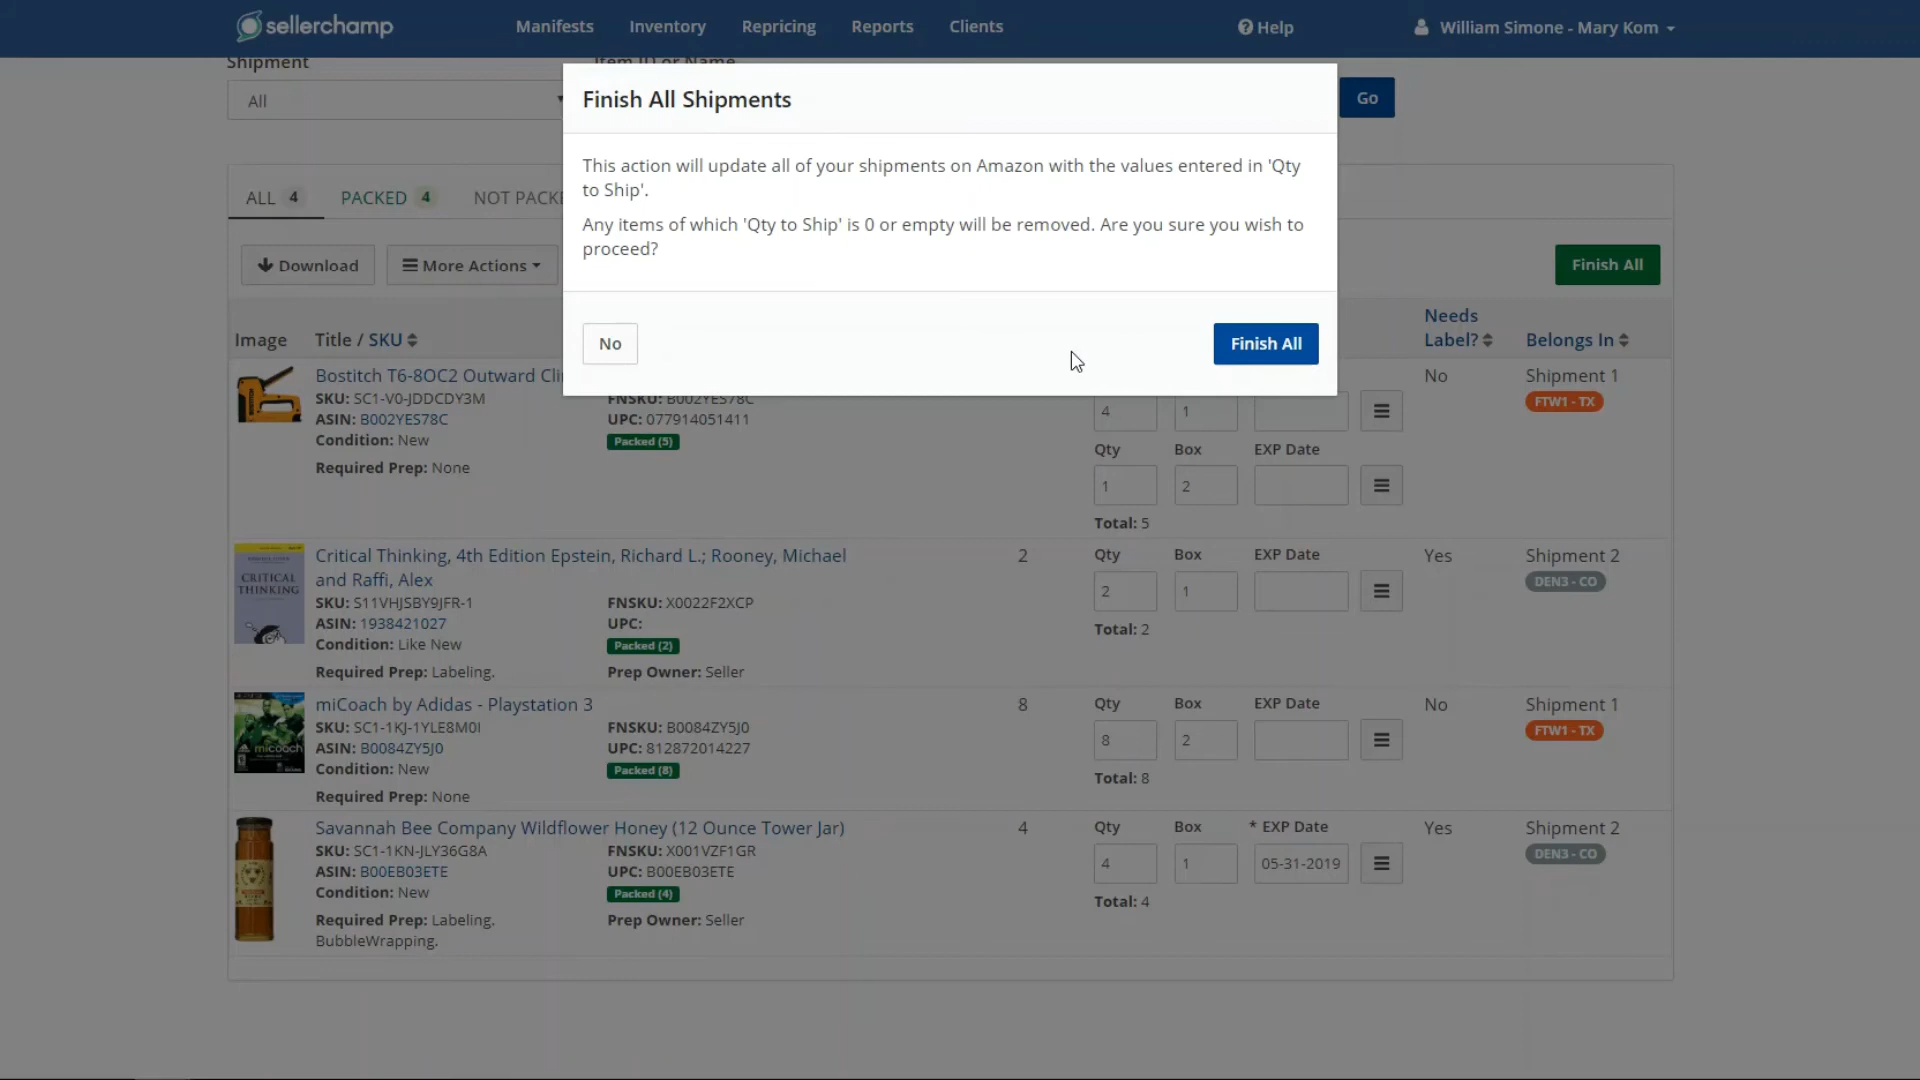 sellerchamp
Manifests Inventory Repricing Reports Clients Help William Simone - Mary Kom
Shipment Item ID or Name
All Go
Finish All Shipments
This action will update all of your shipments on Amazon with the values entered in 'Qty
to Ship'.
Any items of which 'Qty to Ship' is 0 or empty will be removed. Are you sure you wish to
proceed?
No Finish All
ALL 4 PACKED 4 NOT PACKE
Download More Actions Finish All
Image Title / SKU Needs Label? Belongs In
Bostitch T6-8OC2 Outward Cli No Shipment 1
SKU: SC1-V0-JDDCDY3M FNSKU: B002YES78C FTW1 - TX
ASIN: B002YES78C UPC: 077914051411 4 1
Condition: New Packed (5) Qty Box EXP Date
Required Prep: None 1 2
Total: 5
Critical Thinking, 4th Edition Epstein, Richard L.; Rooney, Michael 2 Qty Box EXP Date Yes Shipment 2
and Raffi, Alex DEN3 - CO
SKU: S11VHJSBY9JFR-1 FNSKU: X0022F2XCP 2 1
ASIN: 1938421027 UPC: Total: 2
Condition: Like New Packed (2)
Required Prep: Labeling. Prep Owner: Seller
CRITICAL
THINKING
miCoach by Adidas - Playstation 3 8 Qty Box EXP Date No Shipment 1
SKU: SC1-1KJ-1YLE8M0I FNSKU: B0084ZY5J0 8 2 FTW1 - TX
ASIN: B0084ZY5J0 UPC: 812872014227
Condition: New Packed (8) Total: 8
Required Prep: None
micoach
Savannah Bee Company Wildflower Honey (12 Ounce Tower Jar) 4 Qty Box * EXP Date Yes Shipment 2
SKU: SC1-1KN-JLY36G8A FNSKU: X001VZF1GR 4 1 05-31-2019 DEN3 - CO
ASIN: B00EB03ETE UPC: B00EB03ETE
Condition: New Packed (4) Total: 4
Required Prep: Labeling. Prep Owner: Seller
BubbleWrapping.